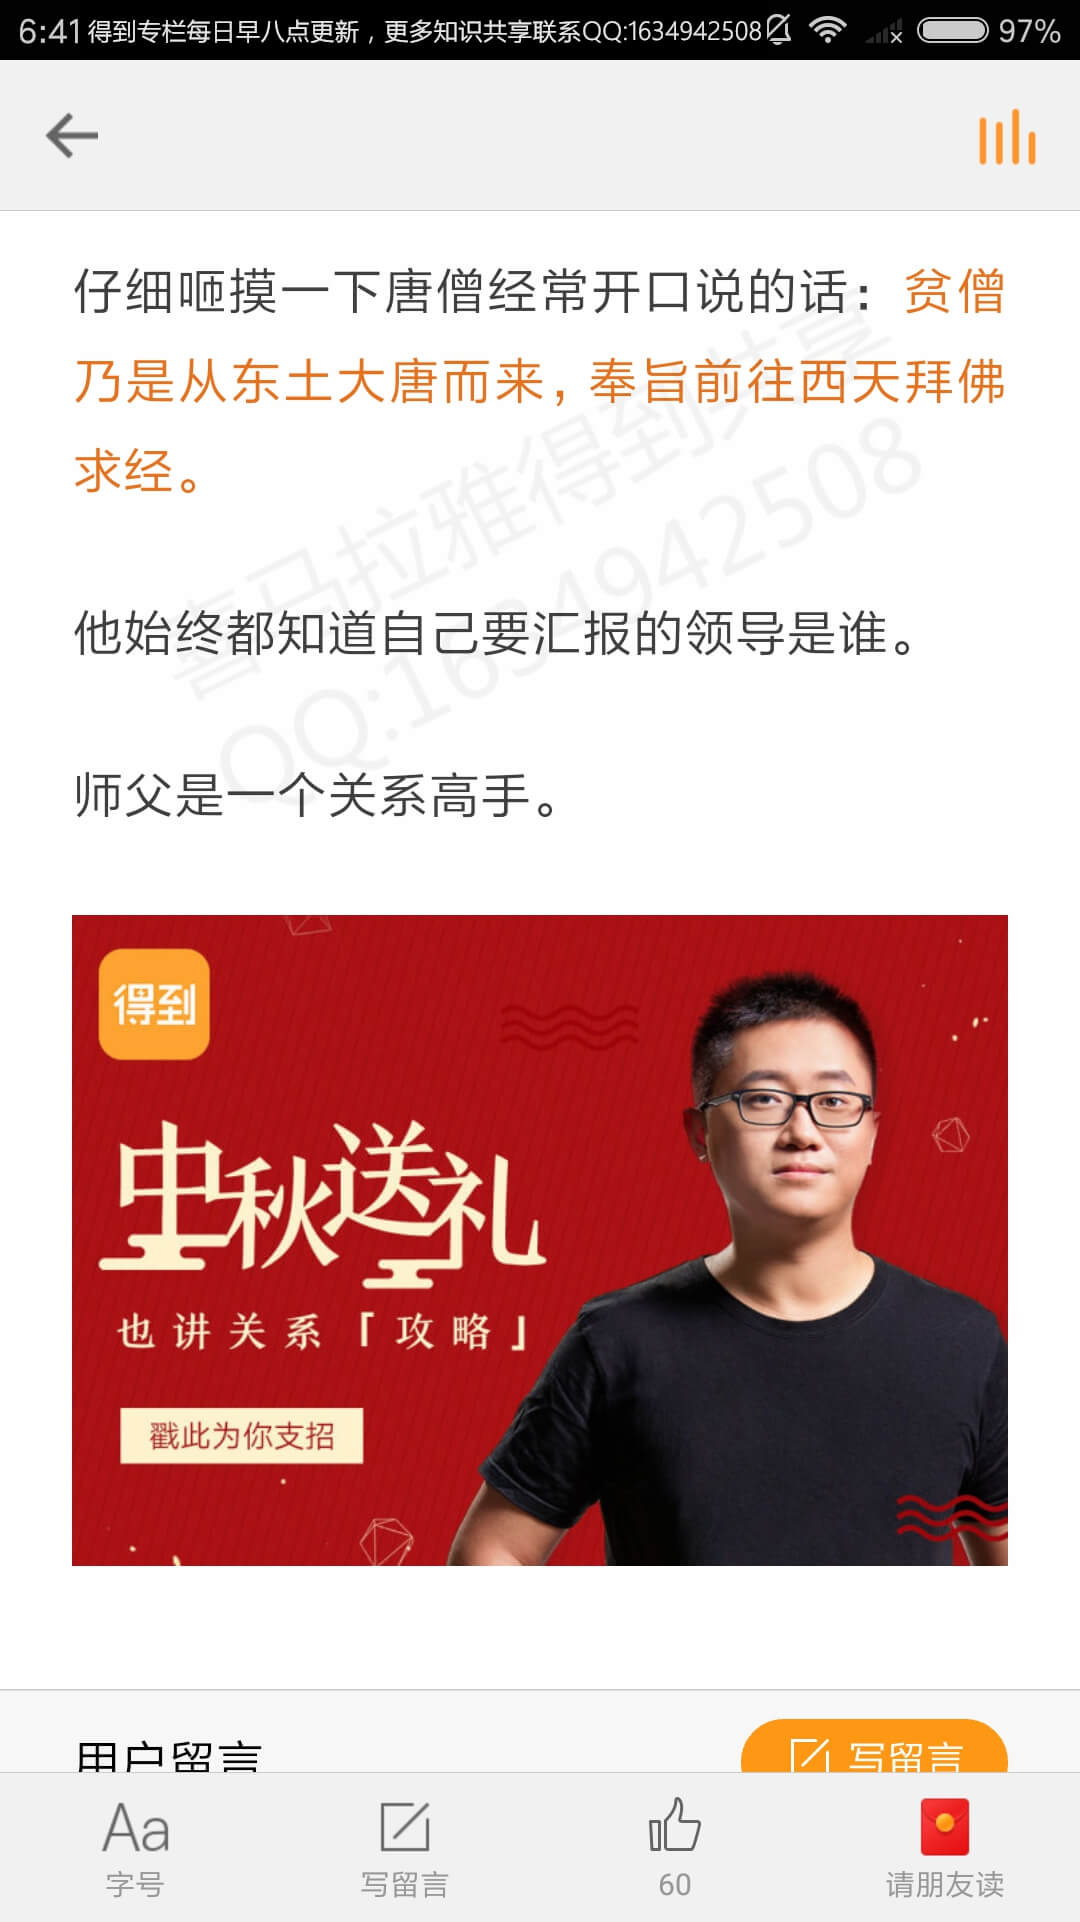 6:41 得到专栏每日早八点更新，更多知识共享联系QQ:1634942508 97%
仔细咂摸一下唐僧经常开口说的话：贫僧
乃是从东土大唐而来，奉旨前往西天拜佛
求经。
喜马拉雅得到共享
QQ:1634942508
他始终都知道自己要汇报的领导是谁。
师父是一个关系高手。
得到
中秋送礼
也讲关系「攻略」
戳此为你支招
用户留言
写留言
Aa
字号
写留言
60
请朋友读